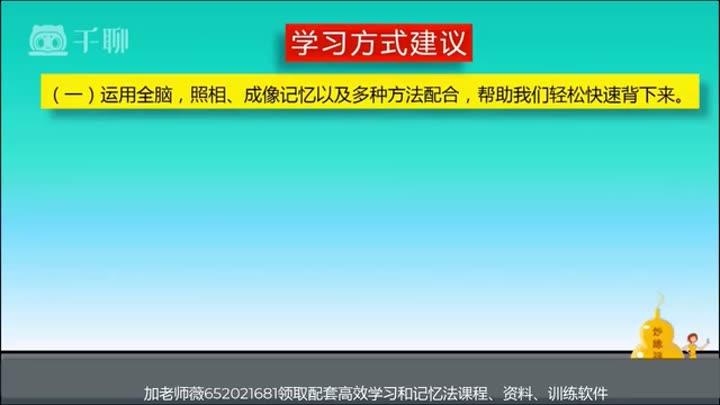 千聊
学习方式建议
（一）运用全脑，照相、成像记忆以及多种方法配合，帮助我们轻松快速背下来。
加老师薇652021681领取配套高效学习和记忆法课程、资料、训练软件